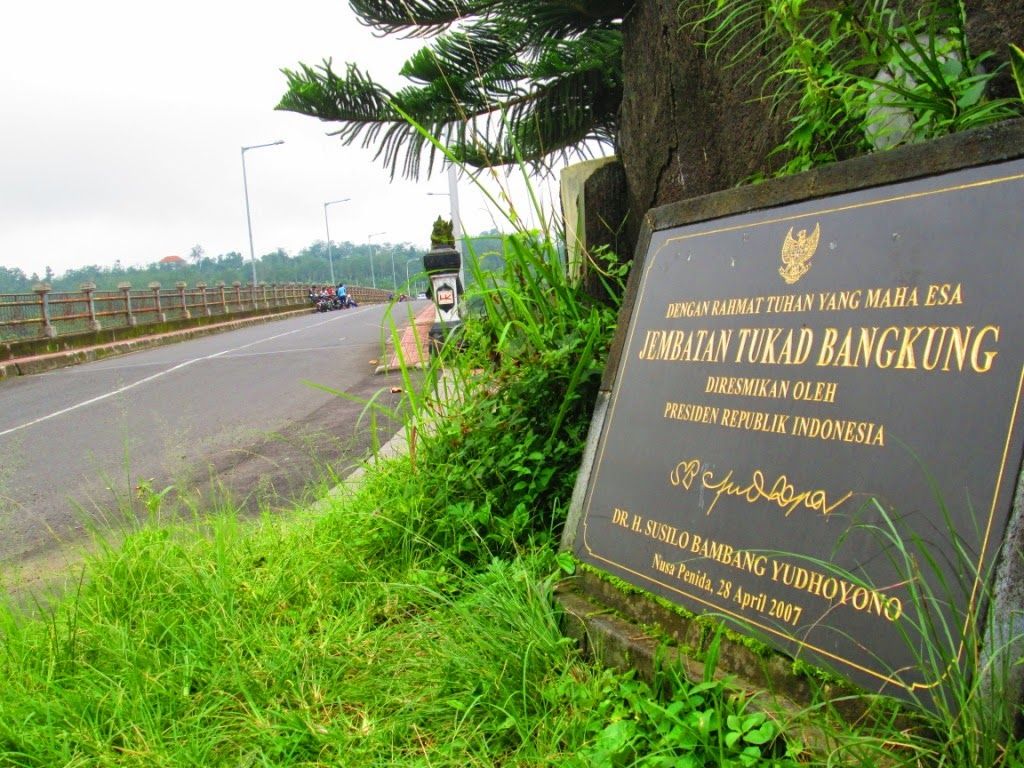 DENGAN RAHMAT TUHAN YANG MAHA ESA
JEMBATAN TUKAD BANGKUNG
DIRESMIKAN OLEH
PRESIDEN REPUBLIK INDONESIA
DR. H. SUSILO BAMBANG YUDHOYONO
Nusa Penida, 28 April 2007